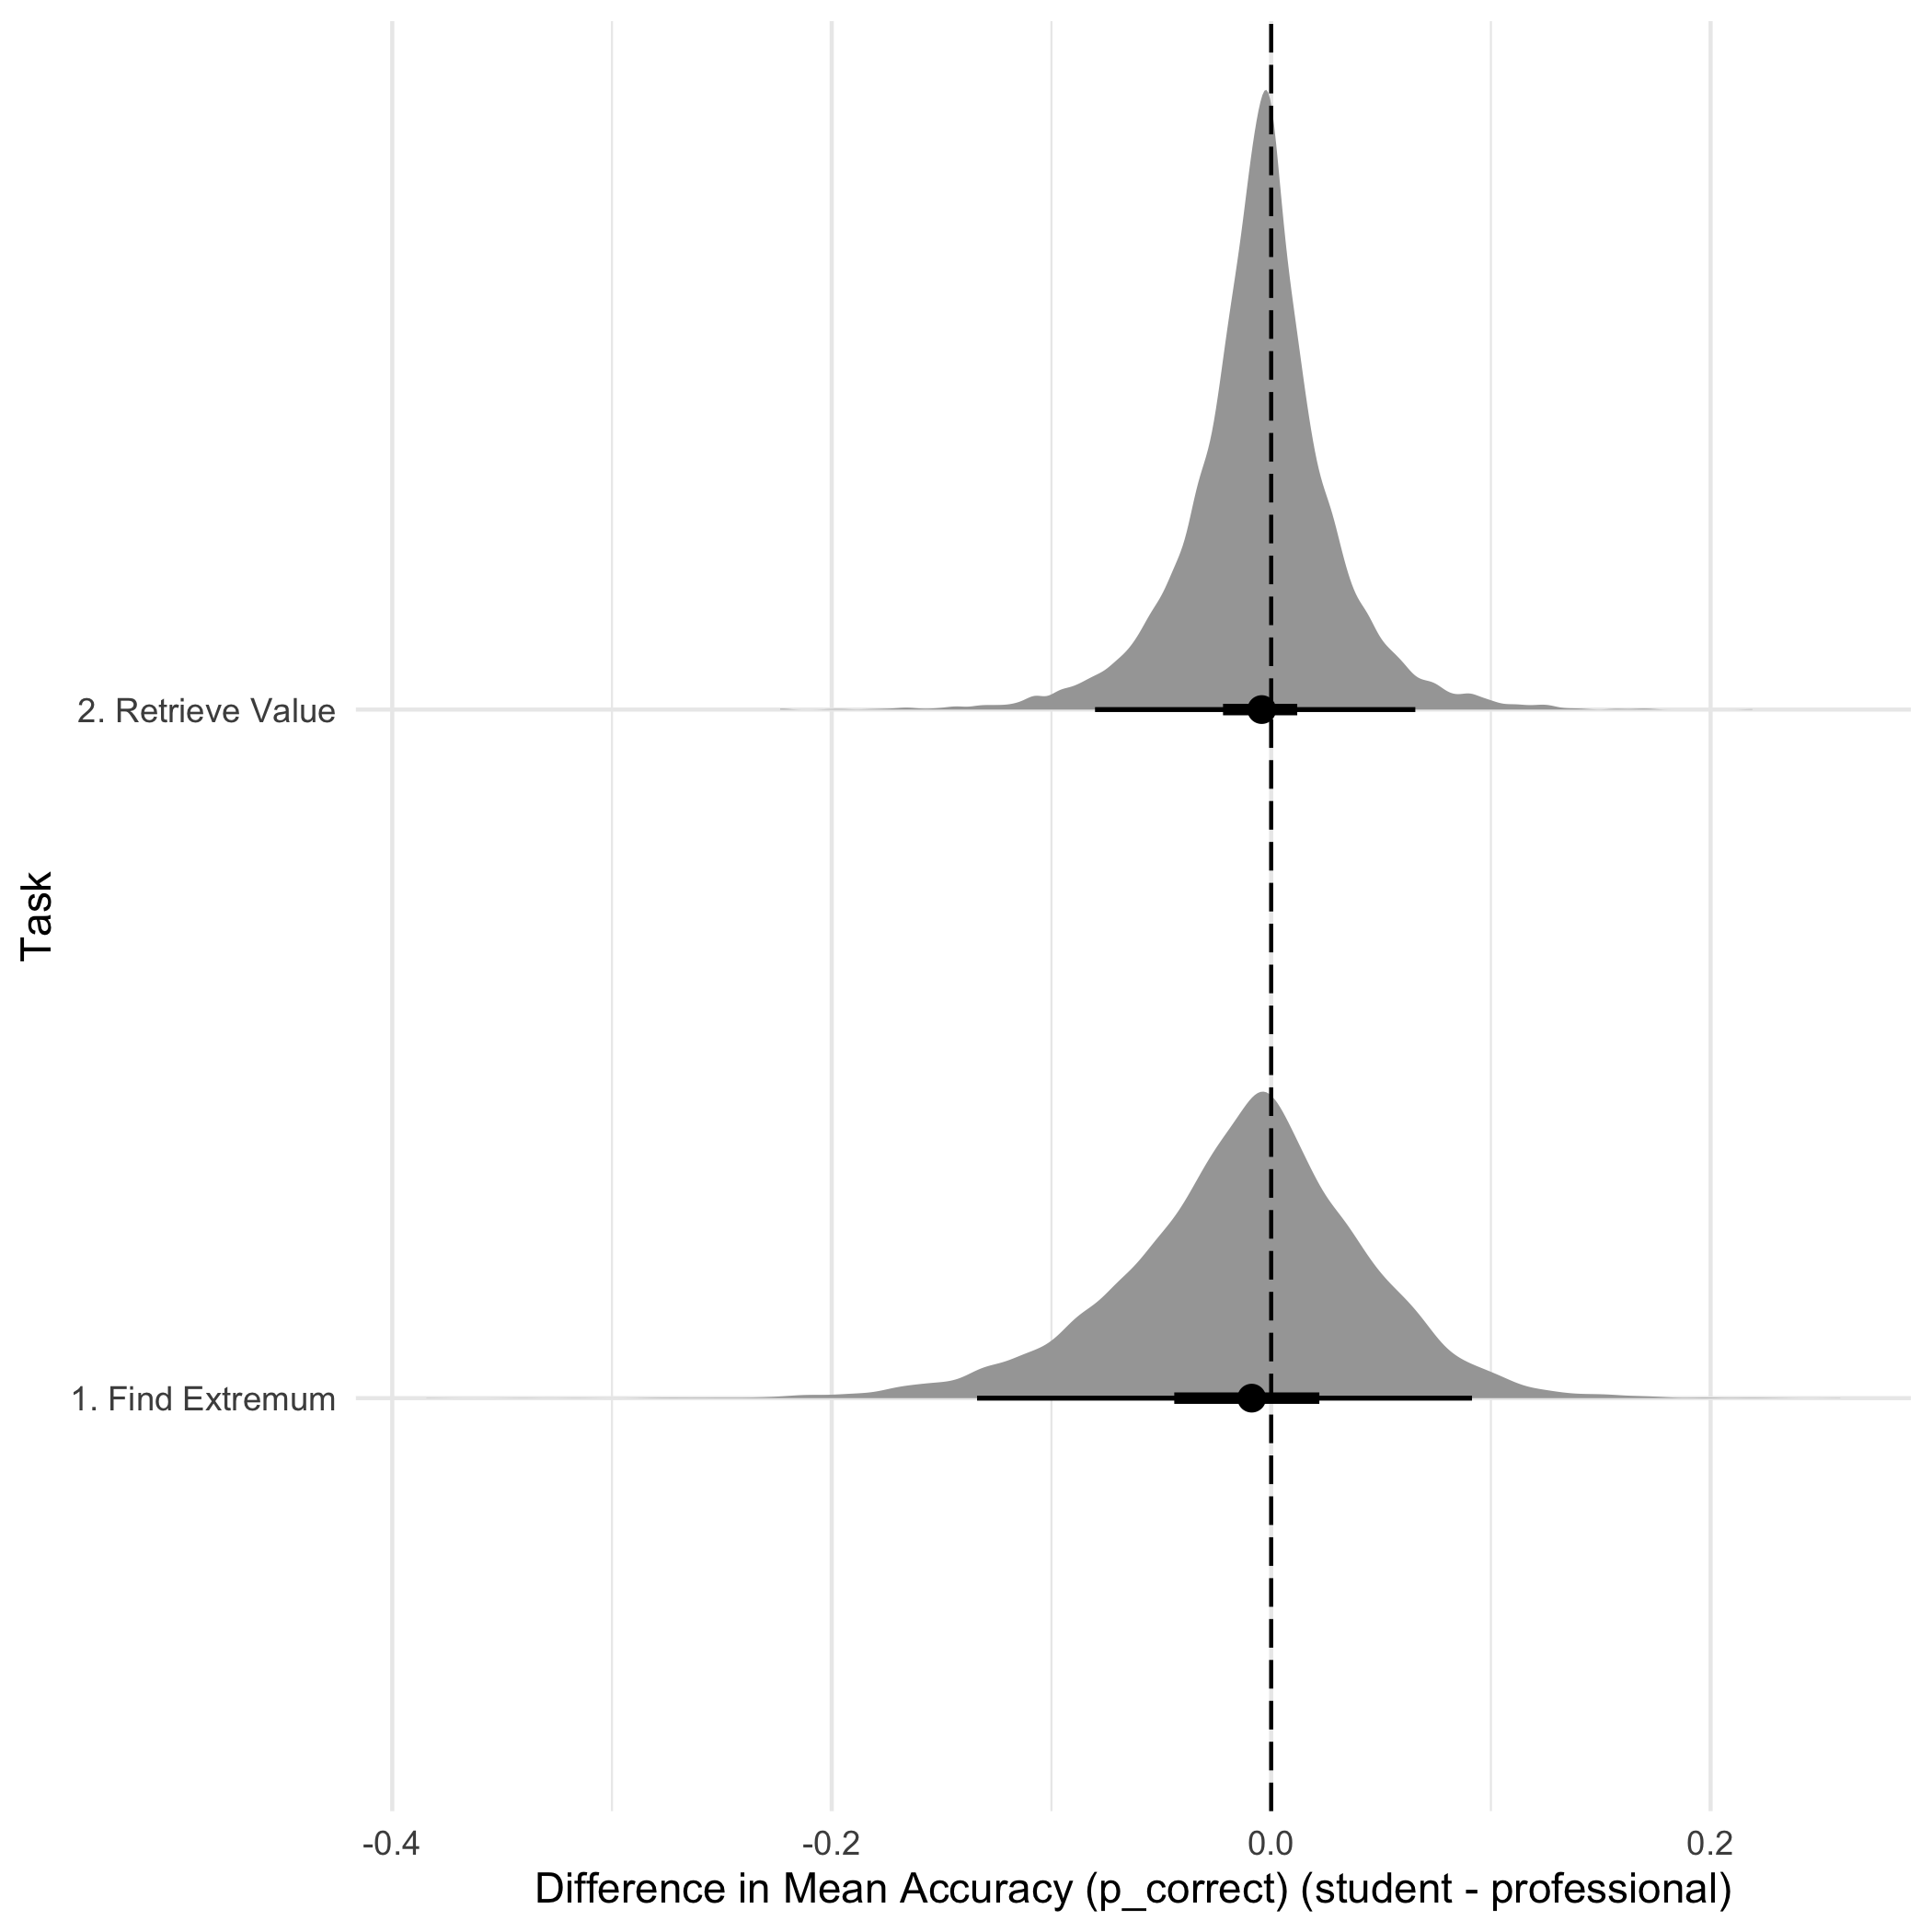 2. Retrieve Value
Task
1. Find Extremum
-0.4
-0.2
0.0
0.2
Difference in Mean Accuracy (p_correct) (student - professional)